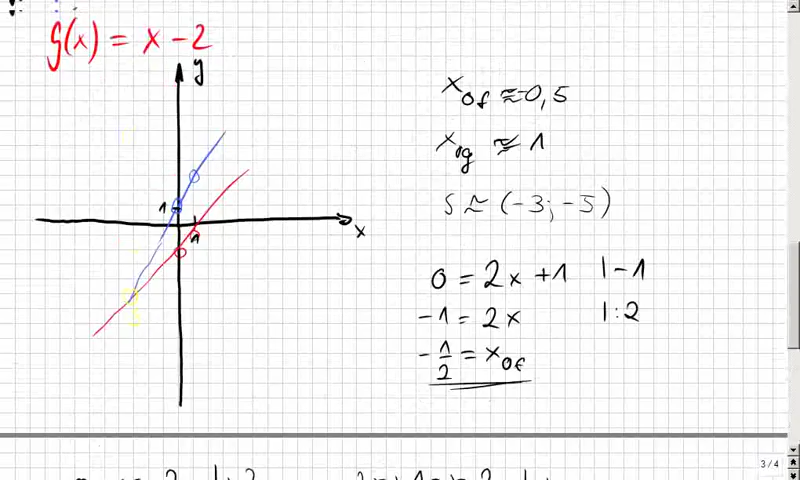 g(x) = x − 2
y
1
1
x
x₀f ≈ −0,5
x₀g ≈ 1
S ≈ (−3; −5)
0 = 2x + 1 | −1
−1 = 2x | :2
−1/2 = x₀f
3 / 4